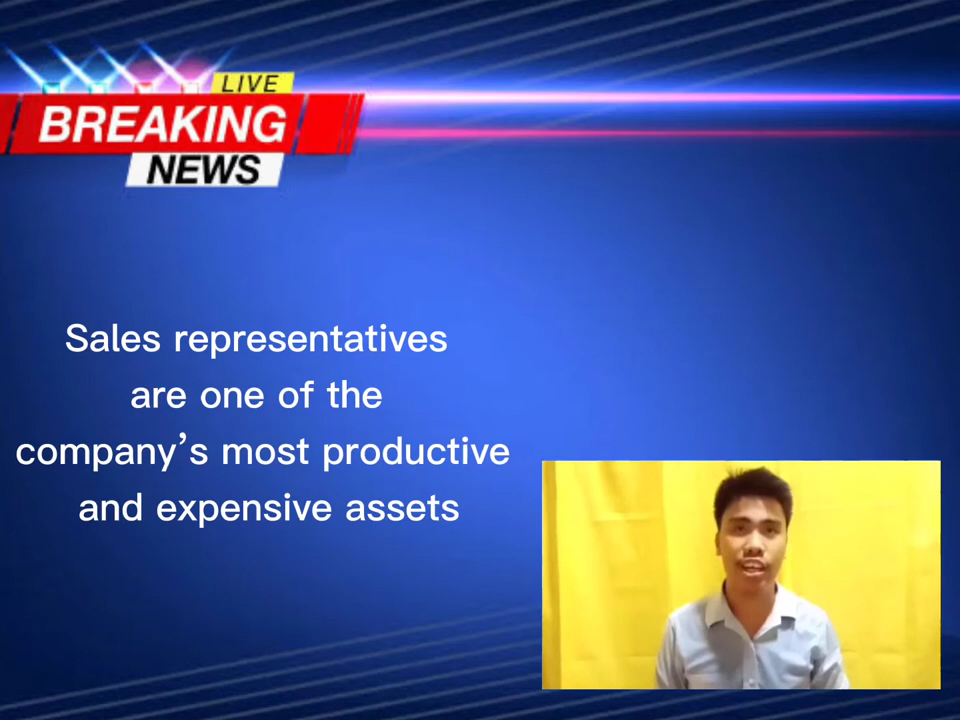 LIVE
BREAKING
NEWS
Sales representatives
are one of the
company’s most productive
and expensive assets